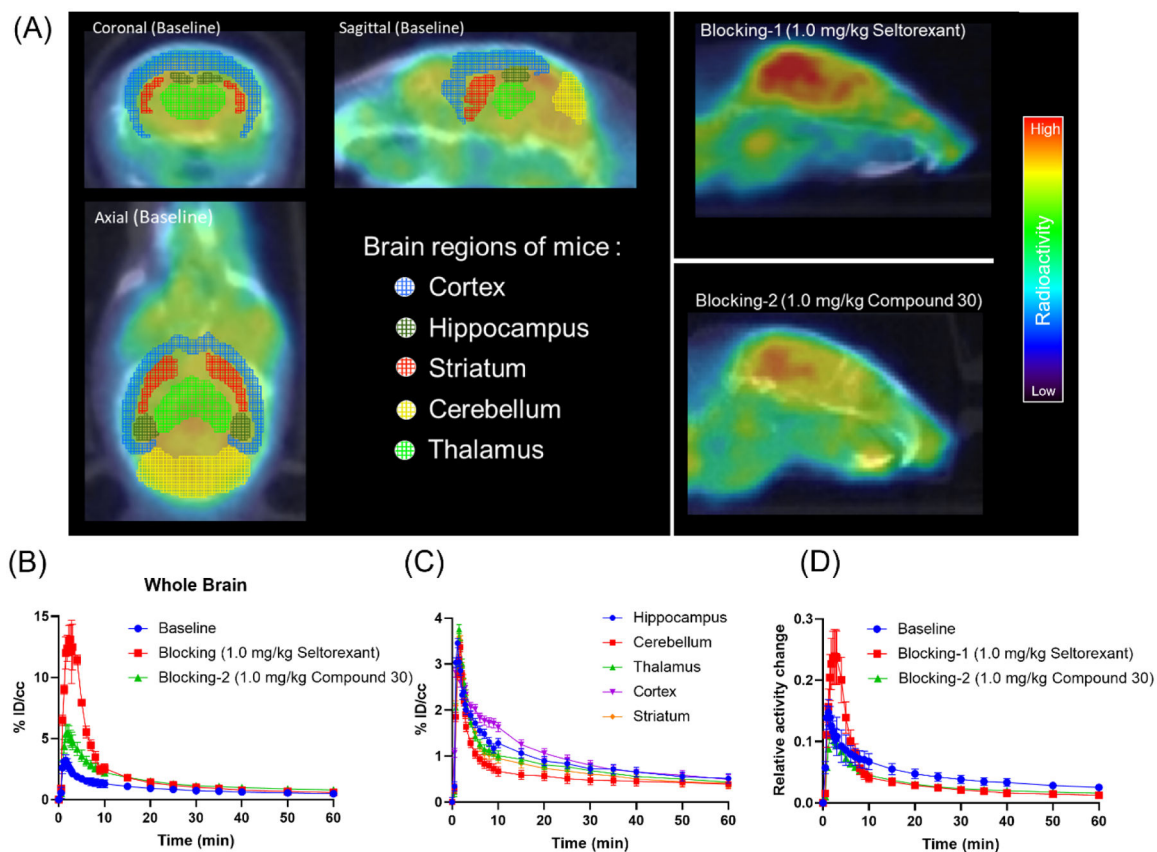 (A)
Coronal (Baseline)
Sagittal (Baseline)
Blocking-1 (1.0 mg/kg Seltorexant)
Axial (Baseline)
Brain regions of mice :
Cortex
Hippocampus
Striatum
Cerebellum
Thalamus
Blocking-2 (1.0 mg/kg Compound 30)
High
Radioactivity
Low
(B)
Whole Brain
% ID/cc
15
10
5
0
0 10 20 30 40 50 60
Time (min)
Baseline
Blocking (1.0 mg/kg Seltorexant)
Blocking-2 (1.0 mg/kg Compound 30)
(C)
% ID/cc
4
3
2
1
0
0 10 20 30 40 50 60
Time (min)
Hippocampus
Cerebellum
Thalamus
Cortex
Striatum
(D)
Relative activity change
0.3
0.2
0.1
0.0
0 10 20 30 40 50 60
Time (min)
Baseline
Blocking-1 (1.0 mg/kg Seltorexant)
Blocking-2 (1.0 mg/kg Compound 30)